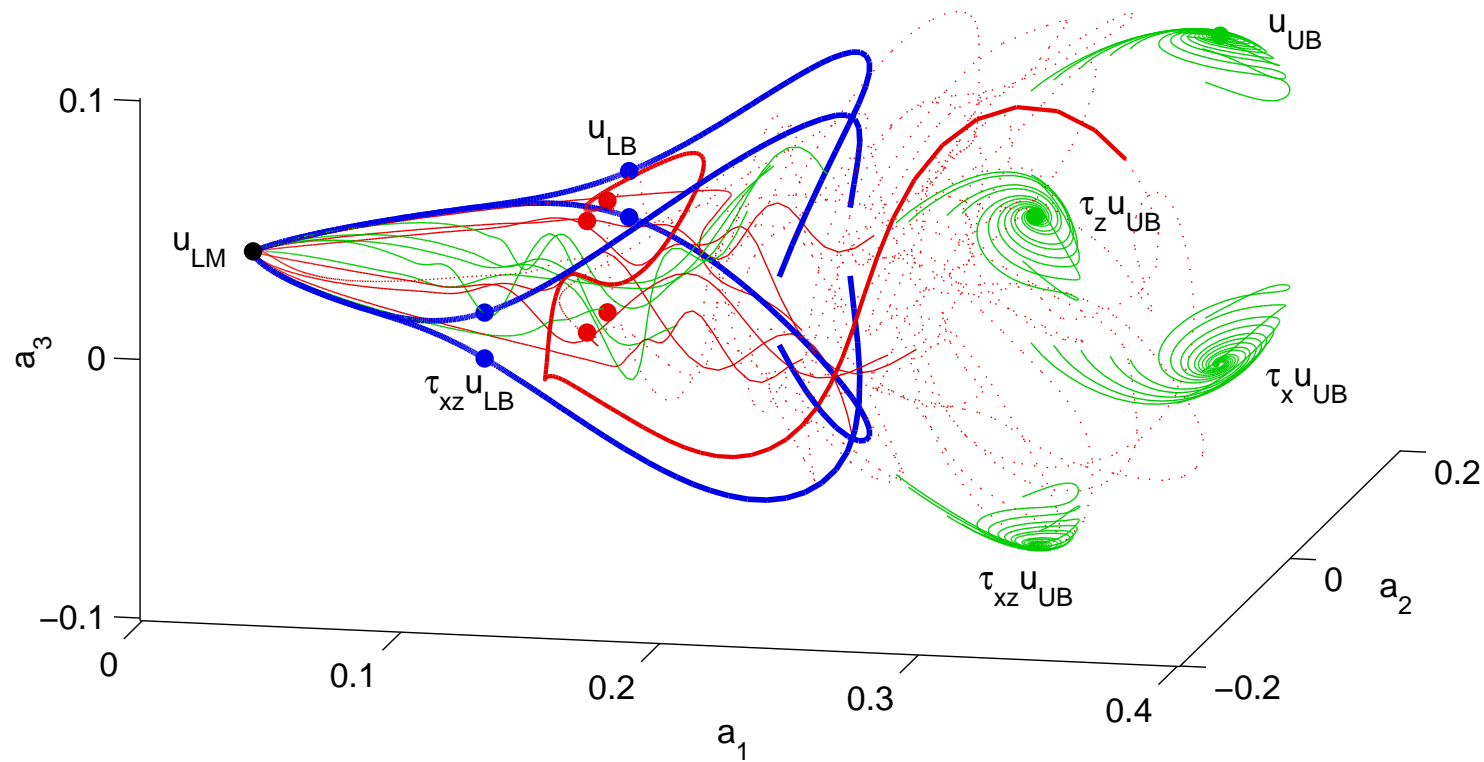 u_UB
0.1
u_LB
τ_z u_UB
u_LM
a_3
0
τ_xz u_LB
τ_x u_UB
0.2
τ_xz u_UB
0
a_2
−0.1
0
0.1
0.2
0.3
0.4
−0.2
a_1